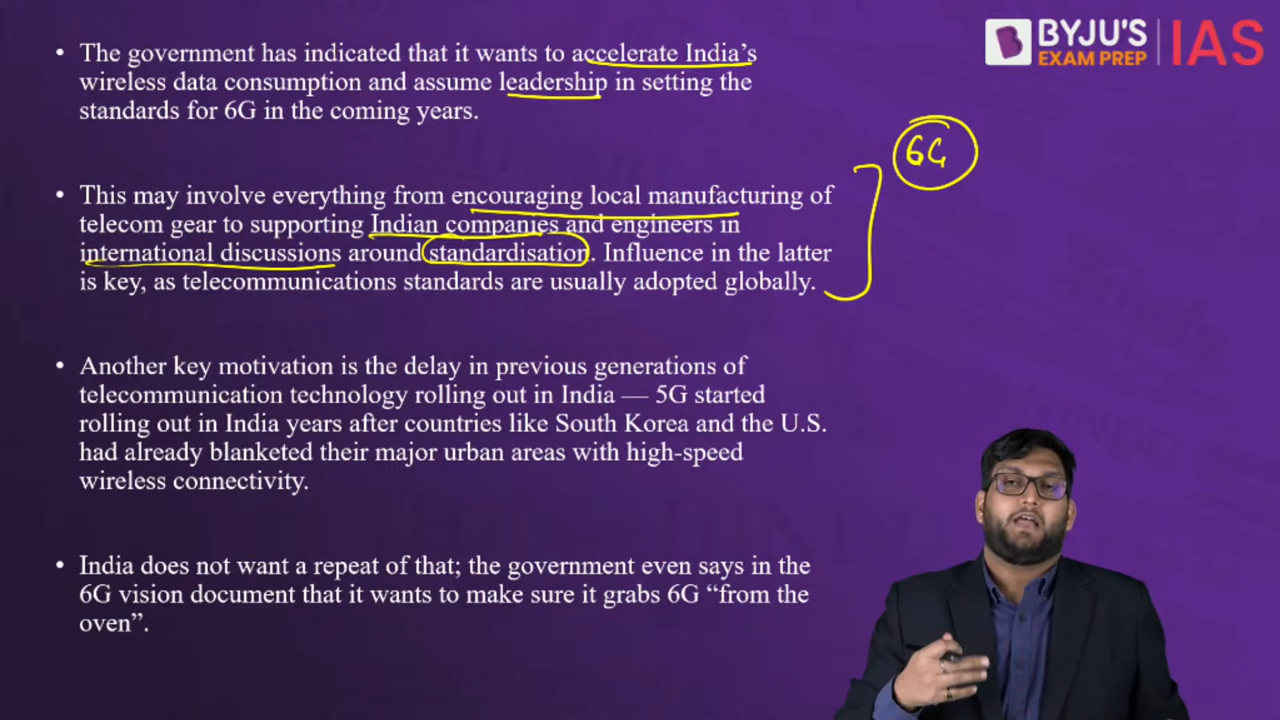 BYJU'S
EXAM PREP
IAS
• The government has indicated that it wants to accelerate India’s
wireless data consumption and assume leadership in setting the
standards for 6G in the coming years.
6G
• This may involve everything from encouraging local manufacturing of
telecom gear to supporting Indian companies and engineers in
international discussions around standardisation. Influence in the latter
is key, as telecommunications standards are usually adopted globally.
• Another key motivation is the delay in previous generations of
telecommunication technology rolling out in India — 5G started
rolling out in India years after countries like South Korea and the U.S.
had already blanketed their major urban areas with high-speed
wireless connectivity.
• India does not want a repeat of that; the government even says in the
6G vision document that it wants to make sure it grabs 6G “from the
oven”.